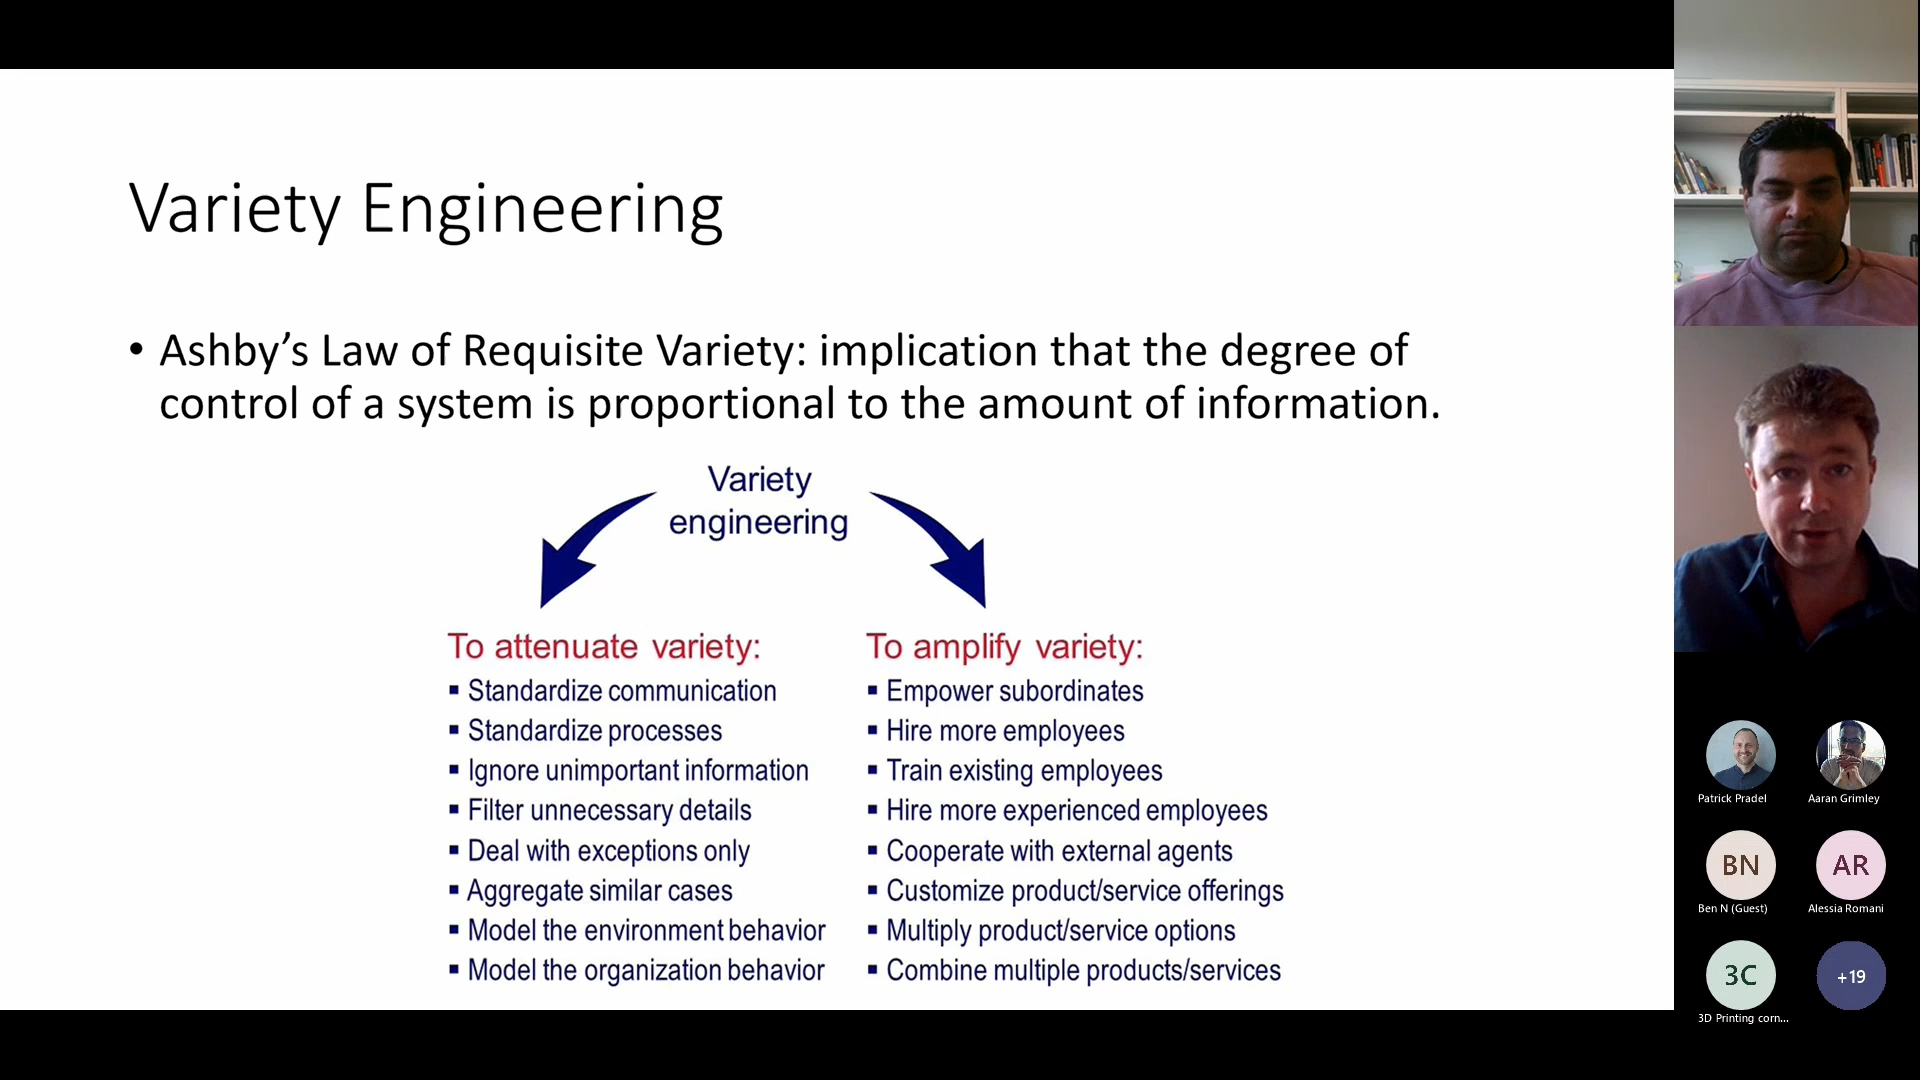 Variety Engineering
• Ashby’s Law of Requisite Variety: implication that the degree of
control of a system is proportional to the amount of information.
Variety
engineering
To attenuate variety:
▪ Standardize communication
▪ Standardize processes
▪ Ignore unimportant information
▪ Filter unnecessary details
▪ Deal with exceptions only
▪ Aggregate similar cases
▪ Model the environment behavior
▪ Model the organization behavior
To amplify variety:
▪ Empower subordinates
▪ Hire more employees
▪ Train existing employees
▪ Hire more experienced employees
▪ Cooperate with external agents
▪ Customize product/service offerings
▪ Multiply product/service options
▪ Combine multiple products/services
Patrick Pradel
Aaran Grimley
BN
Ben N (Guest)
AR
Alessia Romani
3C
3D Printing corn...
+19